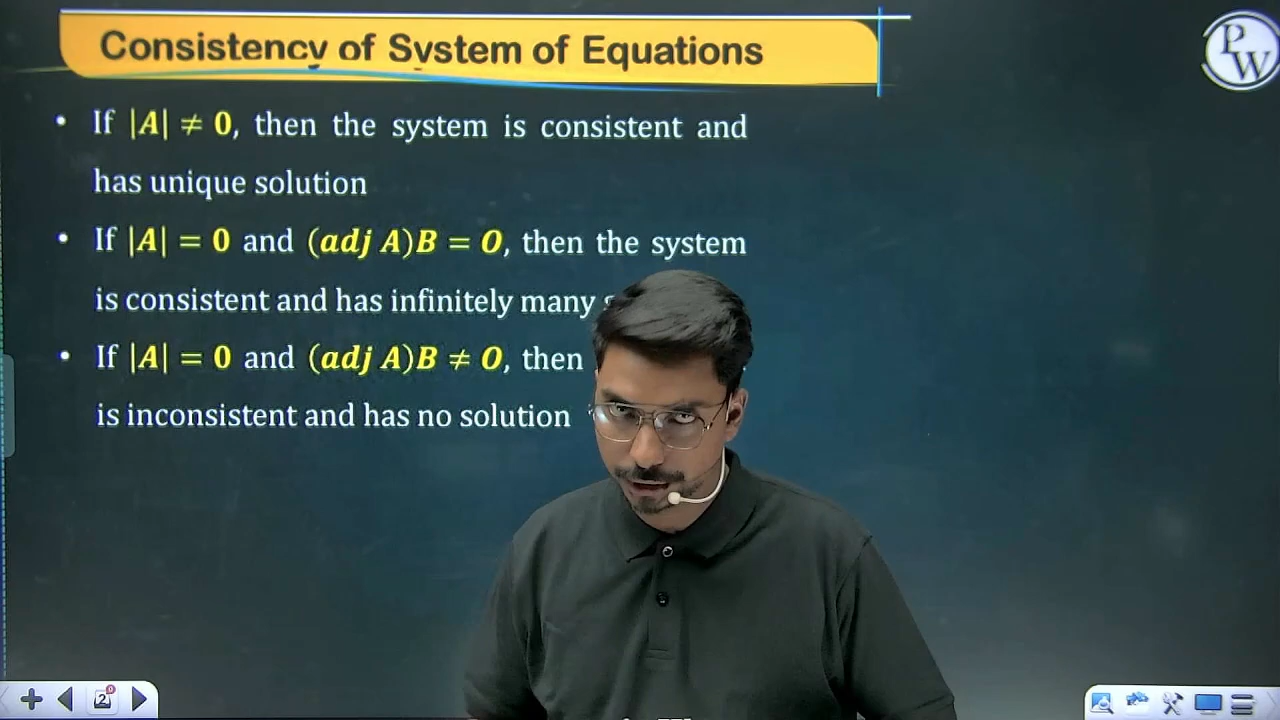 Consistency of System of Equations
PW
• If |A| ≠ 0, then the system is consistent and
has unique solution
• If |A| = 0 and (adj A)B = O, then the system
is consistent and has infinitely many
• If |A| = 0 and (adj A)B ≠ O, then
is inconsistent and has no solution
2